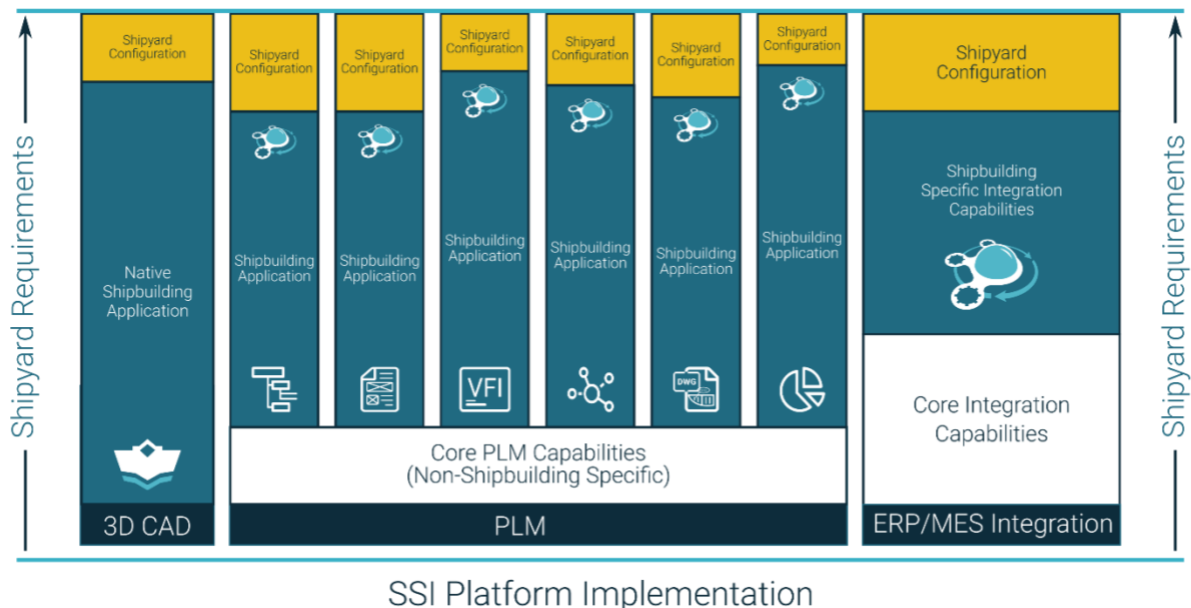 Shipyard Requirements
Shipyard
Configuration
Native
Shipbuilding
Application
3D CAD
Shipyard
Configuration
Shipbuilding
Application
Shipyard
Configuration
Shipbuilding
Application
Shipyard
Configuration
Shipbuilding
Application
VFI
Shipyard
Configuration
Shipbuilding
Application
Shipyard
Configuration
Shipbuilding
Application
DWG
Shipyard
Configuration
Shipbuilding
Application
Core PLM Capabilities
(Non-Shipbuilding Specific)
PLM
Shipyard
Configuration
Shipbuilding
Specific Integration
Capabilities
Core Integration
Capabilities
ERP/MES Integration
Shipyard Requirements
SSI Platform Implementation